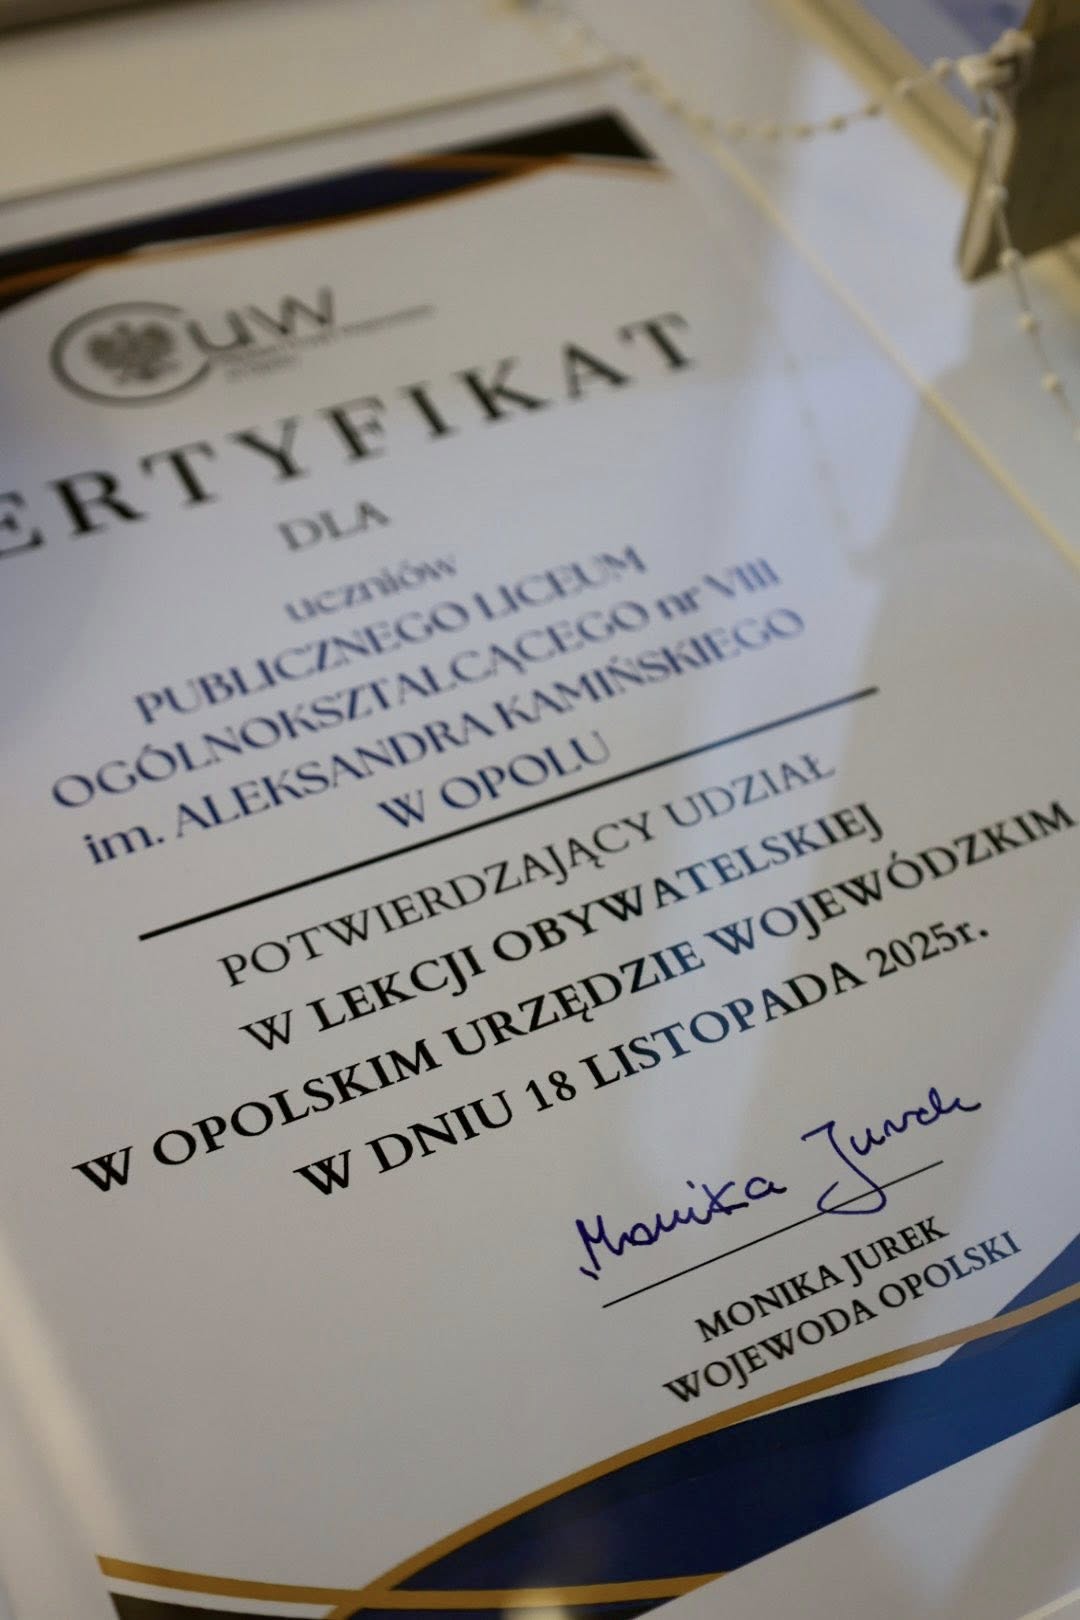 uw
ERTYFIKAT
DLA
uczniów
PUBLICZNEGO LICEUM
OGÓLNOKSZTALCĄCEGO nr VIII
im. ALEKSANDRA KAMIŃSKIEGO
W OPOLU
POTWIERDZAJĄCY UDZIAŁ
W LEKCJI OBYWATELSKIEJ
W OPOLSKIM URZĘDZIE WOJEWÓDZKIM
W DNIU 18 LISTOPADA 2025r.
Monika Jurek
MONIKA JUREK
WOJEWODA OPOLSKI